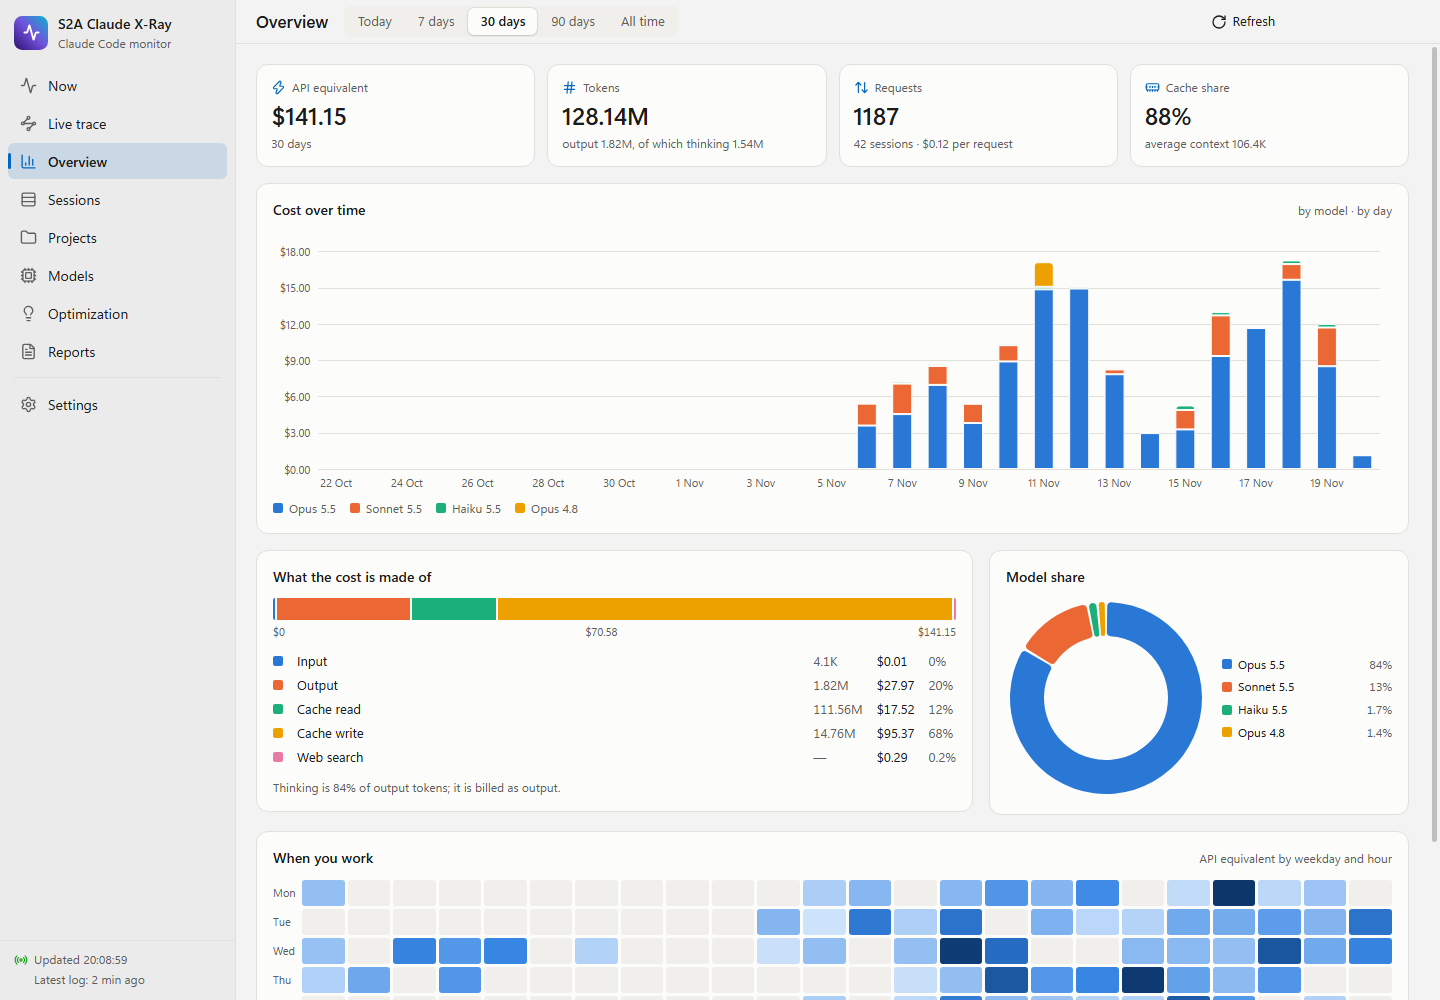 S2A Claude X-Ray
Claude Code monitor
Now
Live trace
Overview
Sessions
Projects
Models
Optimization
Reports
Settings
Updated 20:08:59
Latest log: 2 min ago
Overview
Today 7 days 30 days 90 days All time
Refresh
API equivalent
$141.15
30 days
Tokens
128.14M
output 1.82M, of which thinking 1.54M
Requests
1187
42 sessions · $0.12 per request
Cache share
88%
average context 106.4K
Cost over time
by model · by day
$18.00
$15.00
$12.00
$9.00
$6.00
$3.00
$0.00
22 Oct 24 Oct 26 Oct 28 Oct 30 Oct 1 Nov 3 Nov 5 Nov 7 Nov 9 Nov 11 Nov 13 Nov 15 Nov 17 Nov 19 Nov
Opus 5.5 Sonnet 5.5 Haiku 5.5 Opus 4.8
What the cost is made of
$0 $70.58 $141.15
Input 4.1K $0.01 0%
Output 1.82M $27.97 20%
Cache read 111.56M $17.52 12%
Cache write 14.76M $95.37 68%
Web search — $0.29 0.2%
Thinking is 84% of output tokens; it is billed as output.
Model share
Opus 5.5 84%
Sonnet 5.5 13%
Haiku 5.5 1.7%
Opus 4.8 1.4%
When you work
API equivalent by weekday and hour
Mon
Tue
Wed
Thu